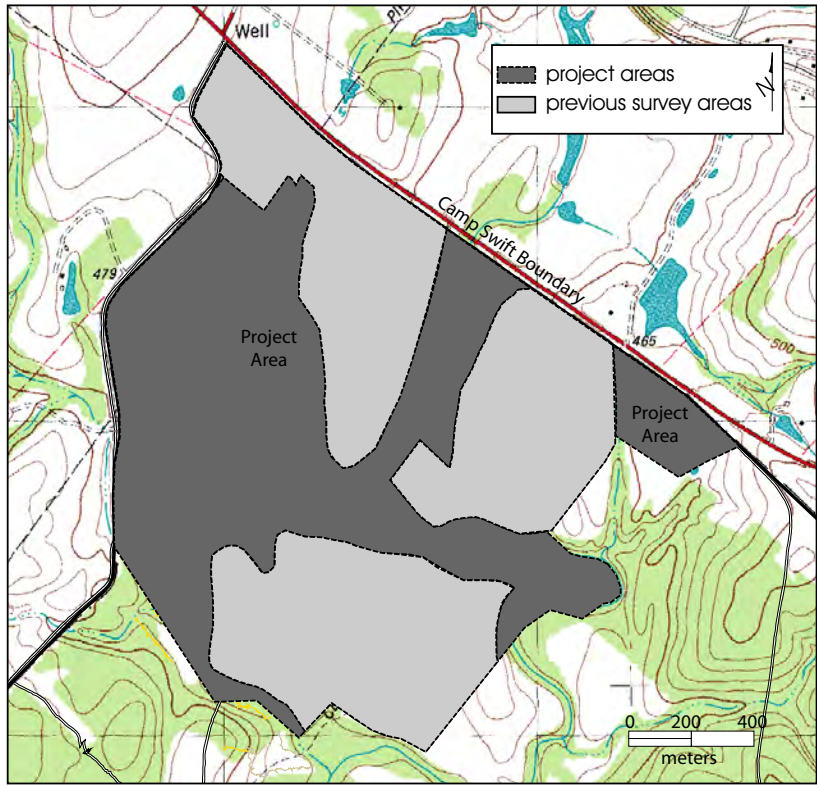 Well
project areas
previous survey areas
N
Camp Swift Boundary
479
Project
Area
465
500
Project
Area
0 200 400
meters